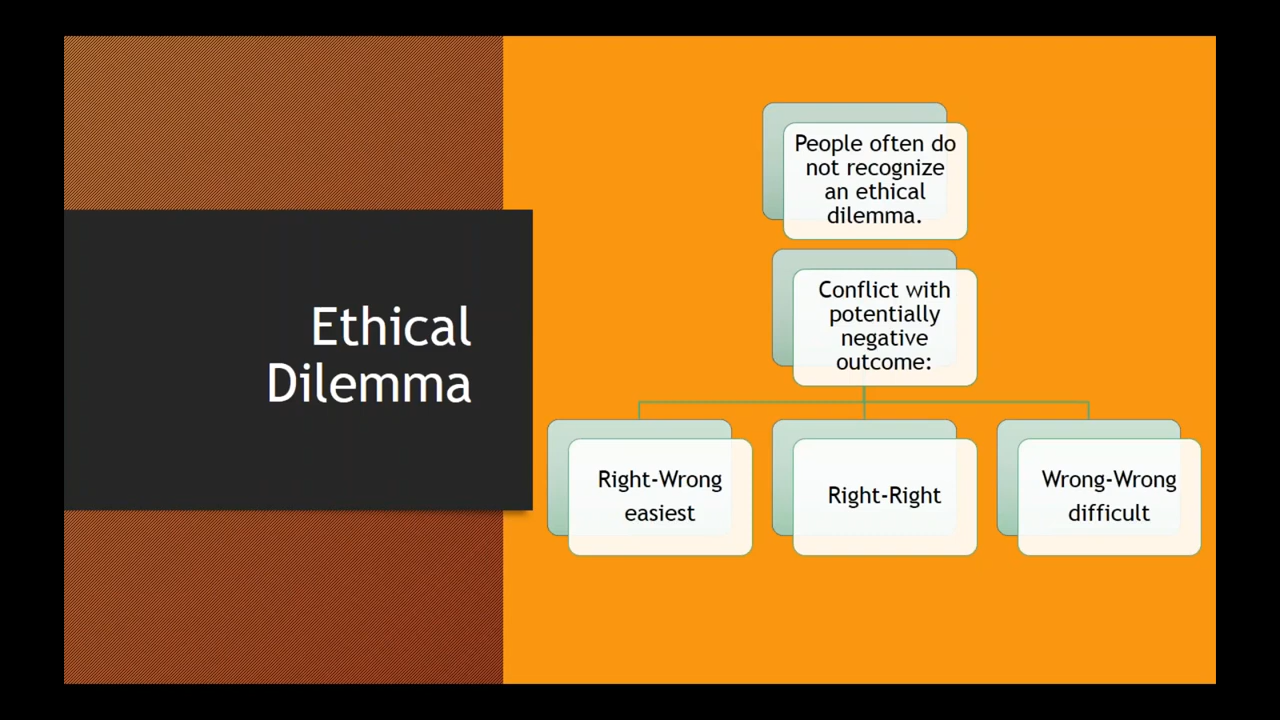 Ethical
Dilemma
People often do
not recognize
an ethical
dilemma.
Conflict with
potentially
negative
outcome:
Right-Wrong
easiest
Right-Right
Wrong-Wrong
difficult